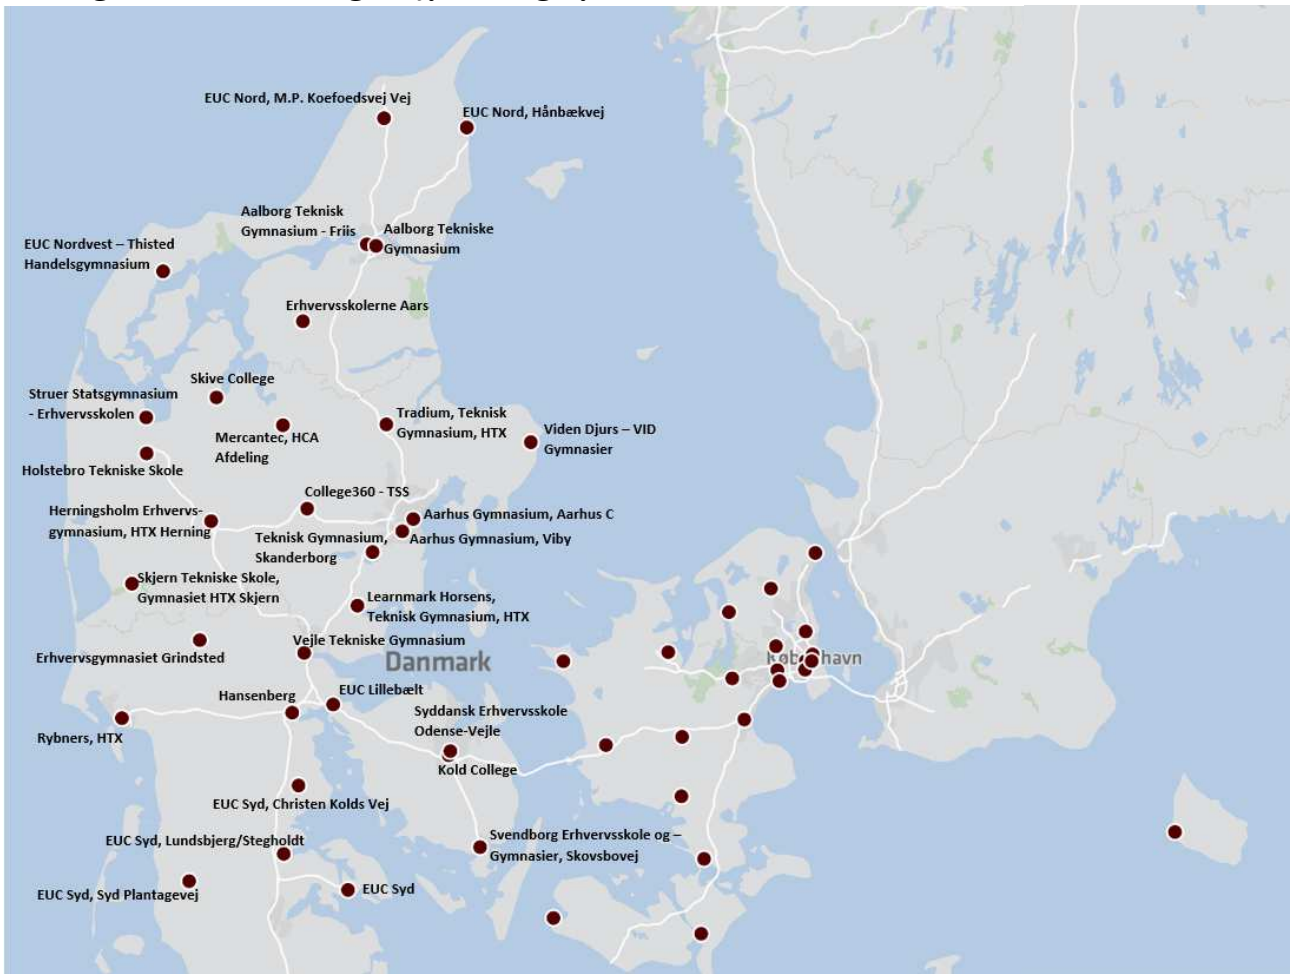 EUC Nord, M.P. Koefoedsvej Vej
EUC Nord, Hånbækvej
Aalborg Teknisk
Gymnasium - Friis
Aalborg Tekniske
Gymnasium
EUC Nordvest – Thisted
Handelsgymnasium
Erhvervsskolerne Aars
Skive College
Struer Statsgymnasium
- Erhvervsskolen
Mercantec, HCA
Afdeling
Tradium, Teknisk
Gymnasium, HTX
Viden Djurs – VID
Gymnasier
Holstebro Tekniske Skole
College360 - TSS
Herningsholm Erhvervs-
gymnasium, HTX Herning
Aarhus Gymnasium, Aarhus C
Aarhus Gymnasium, Viby
Teknisk Gymnasium,
Skanderborg
Skjern Tekniske Skole,
Gymnasiet HTX Skjern
Learnmark Horsens,
Teknisk Gymnasium, HTX
Vejle Tekniske Gymnasium
Erhvervsgymnasiet Grindsted
Danmark
København
Hansenberg
EUC Lillebælt
Syddansk Erhvervsskole
Odense-Vejle
Rybners, HTX
Kold College
EUC Syd, Christen Kolds Vej
EUC Syd, Lundsbjerg/Stegholdt
Svendborg Erhvervsskole og –
Gymnasier, Skovsbovej
EUC Syd, Syd Plantagevej
EUC Syd